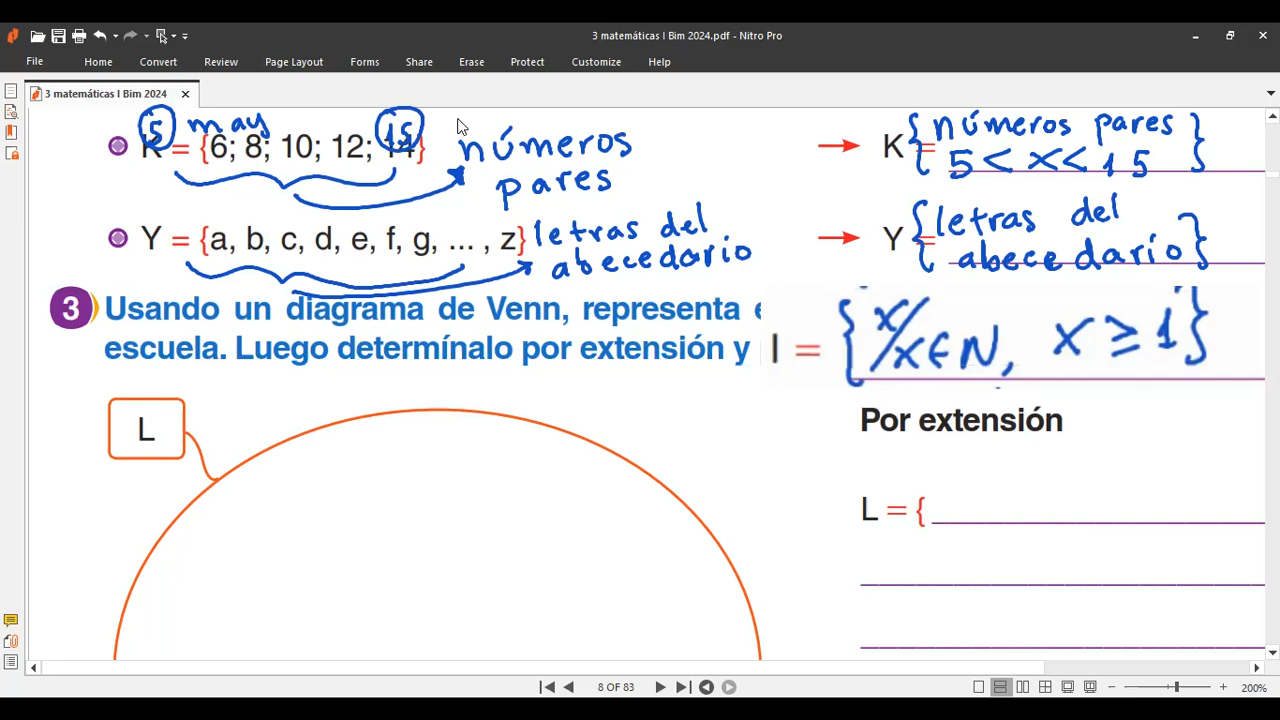 3 matemáticas I Bim 2024.pdf - Nitro Pro
File Home Convert Review Page Layout Forms Share Erase Protect Customize Help
3 matemáticas I Bim 2024
5 may 15
K = {6; 8; 10; 12; 14}
números
pares
K = {números pares
5 < x < 15}
Y = {a, b, c, d, e, f, g, ... , z}
letras del
abecedario
Y = {letras del
abecedario}
3 Usando un diagrama de Venn, representa e
escuela. Luego determínalo por extensión y
I = {x/x∈N, x ≥ 1}
L
Por extensión
L = {
8 OF 83
200%